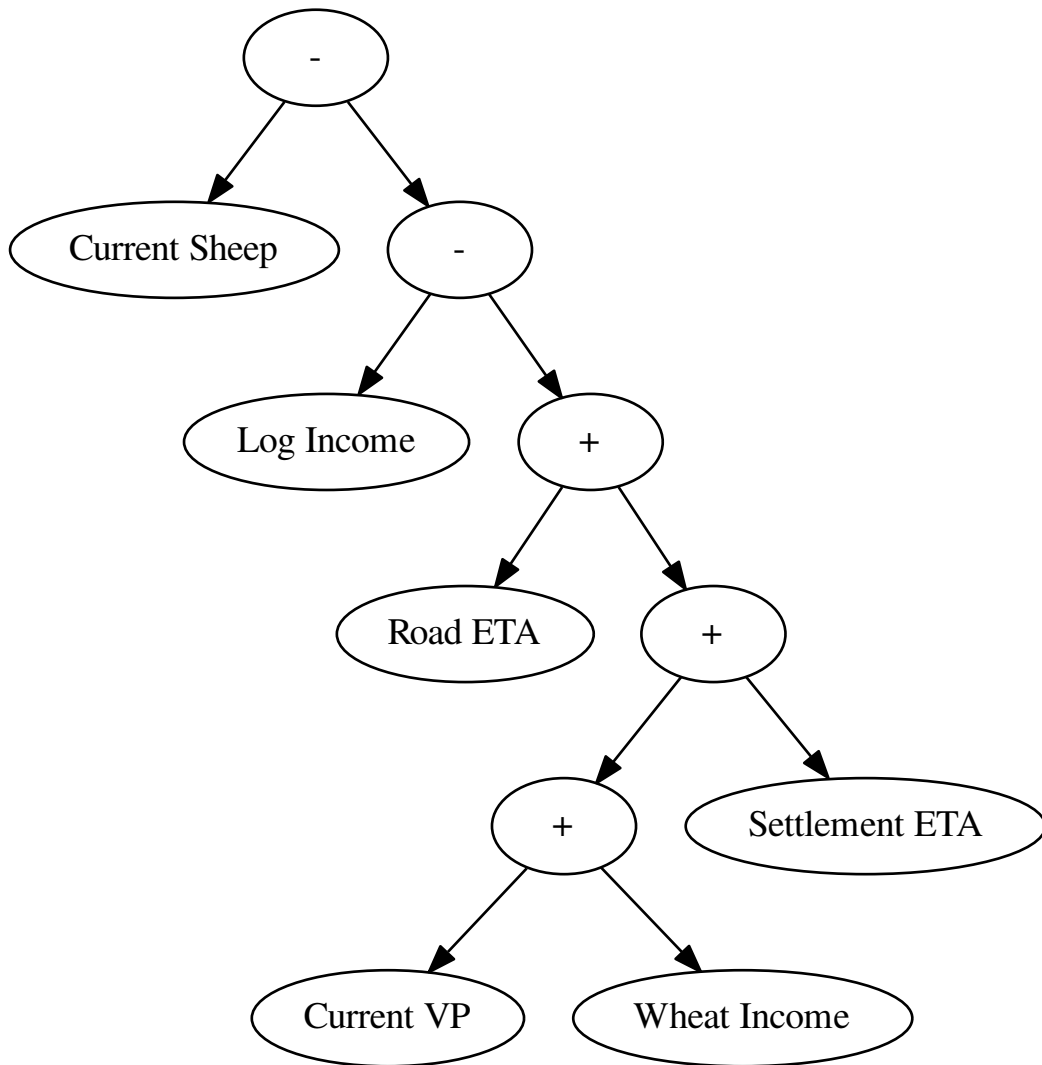 -
Current Sheep
-
Log Income
+
Road ETA
+
+
Settlement ETA
Current VP
Wheat Income